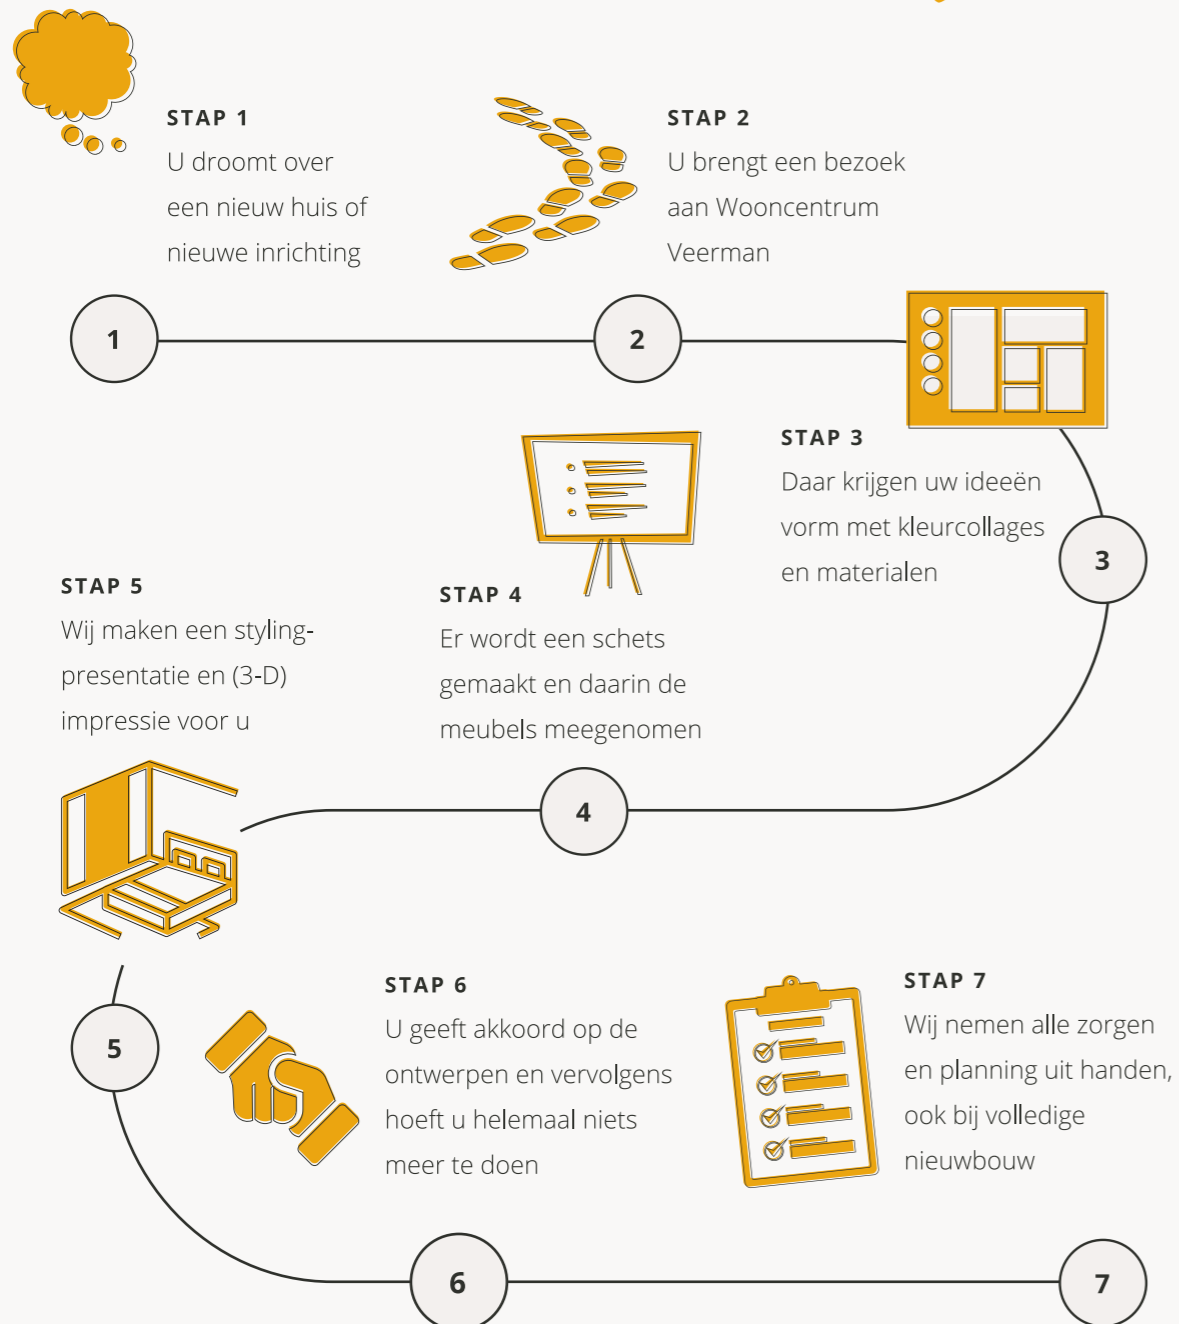 STAP 1
U droomt over
een nieuw huis of
nieuwe inrichting
STAP 2
U brengt een bezoek
aan Wooncentrum
Veerman
1
2
STAP 3
Daar krijgen uw ideeën
vorm met kleurcollages
en materialen
3
STAP 4
Er wordt een schets
gemaakt en daarin de
meubels meegenomen
4
STAP 5
Wij maken een styling-
presentatie en (3-D)
impressie voor u
5
STAP 6
U geeft akkoord op de
ontwerpen en vervolgens
hoeft u helemaal niets
meer te doen
STAP 7
Wij nemen alle zorgen
en planning uit handen,
ook bij volledige
nieuwbouw
6
7